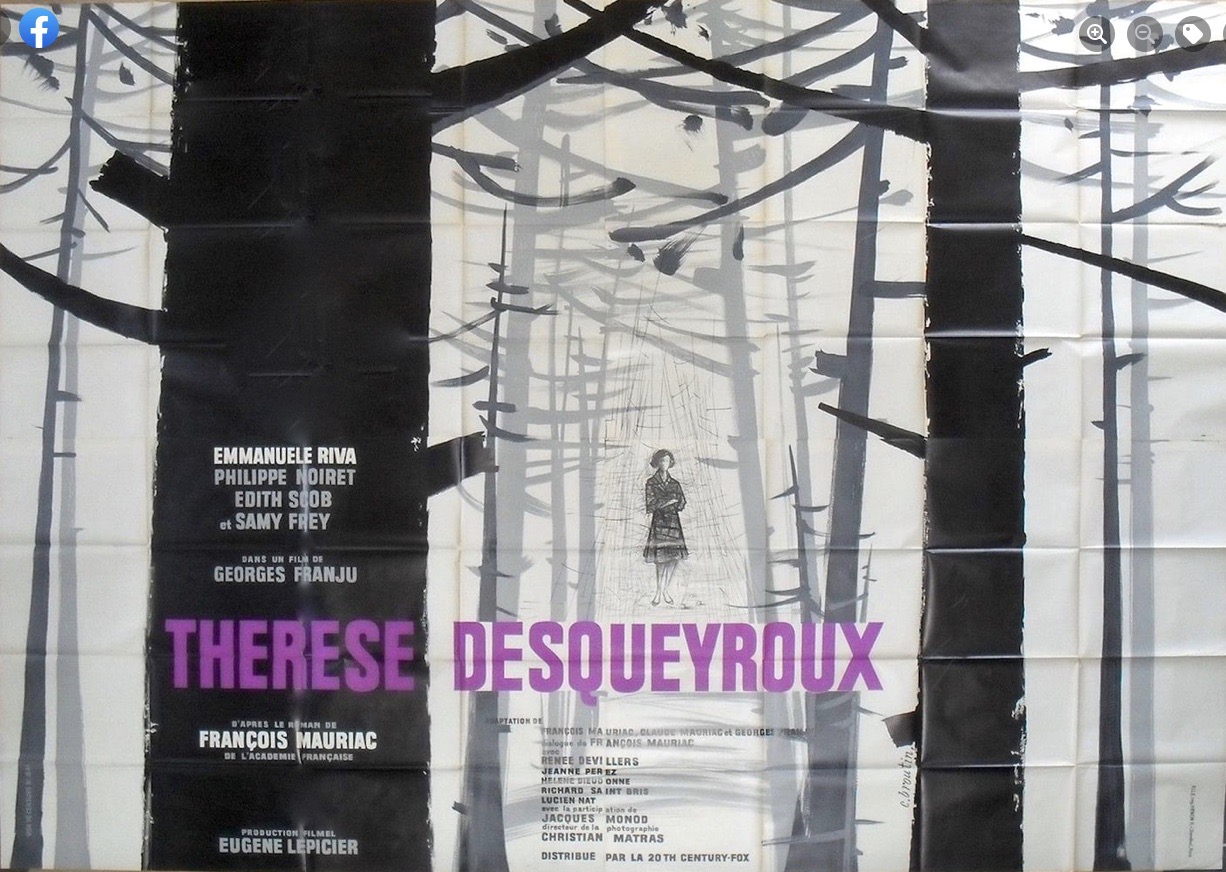 EMMANUELE RIVA
PHILIPPE NOIRET
EDITH SCOB
et SAMY FREY
DANS UN FILM DE
GEORGES FRANJU
THERESE DESQUEYROUX
D'APRES LE ROMAN DE
FRANÇOIS MAURIAC
DE L'ACADEMIE FRANÇAISE
PRODUCTION FILMEL
EUGENE LEPICIER
ADAPTATION DE
FRANÇOIS MAURIAC, CLAUDE MAURIAC et GEORGES FRANJU
dialogue de FRANÇOIS MAURIAC
avec
RENEE DEVILLERS
JEANNE PEREZ
HELENE DIEUDONNE
RICHARD SAINT BRIS
LUCIEN NAT
avec la participation de
JACQUES MONOD
directeur de la photographie
CHRISTIAN MATRAS
DISTRIBUE PAR LA 20TH CENTURY-FOX
c.broutin